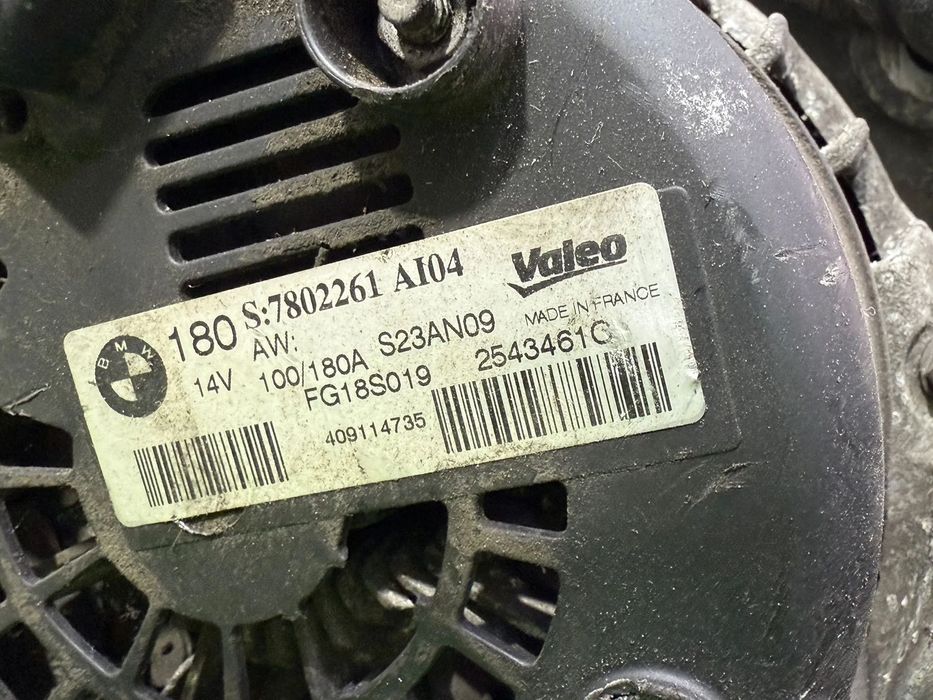 BMW
180 S:7802261 AI04
Valeo
AW: S23AN09 MADE IN FRANCE
14V 100/180A
FG18S019 2543461C
409114735